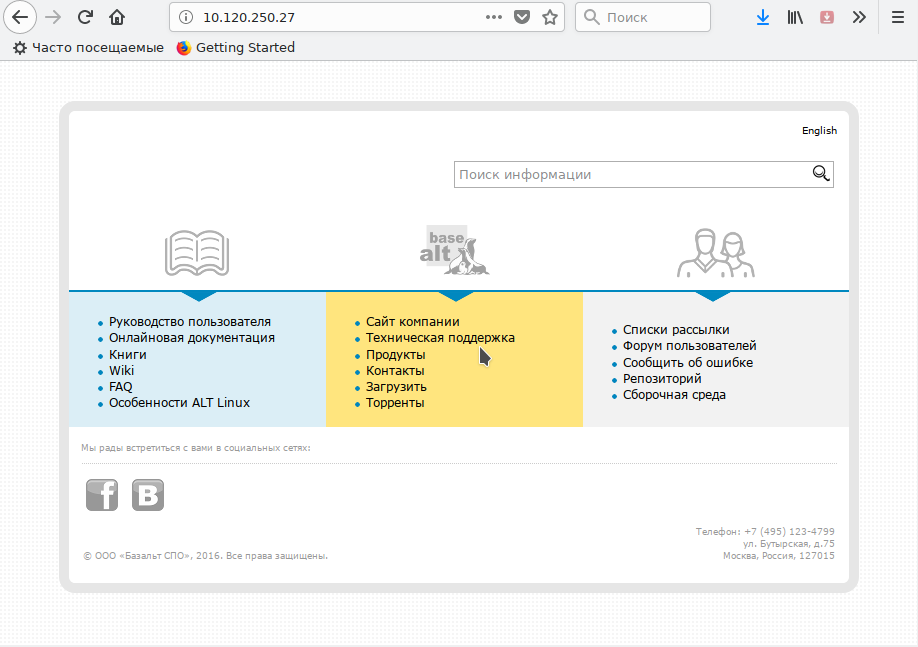 10.120.250.27
Поиск
Часто посещаемые
Getting Started
English
Поиск информации
base
alt
Руководство пользователя
Онлайновая документация
Книги
Wiki
FAQ
Особенности ALT Linux
Сайт компании
Техническая поддержка
Продукты
Контакты
Загрузить
Торренты
Списки рассылки
Форум пользователей
Сообщить об ошибке
Репозиторий
Сборочная среда
Мы рады встретиться с вами в социальных сетях:
f
B
Телефон: +7 (495) 123-4799
ул. Бутырская, д.75
Москва, Россия, 127015
© ООО «Базальт СПО», 2016. Все права защищены.